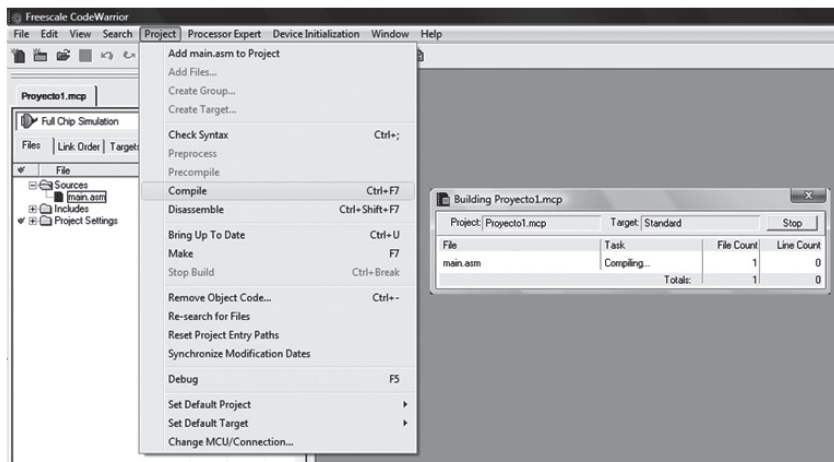 Freescale CodeWarrior
File Edit View Search Project Processor Expert Device Initialization Window Help
Proyecto1.mcp
Full Chip Simulation
Files Link Order Targets
File
Sources
main.asm
Includes
Project Settings
Add main.asm to Project
Add Files...
Create Group...
Create Target...
Check Syntax Ctrl+;
Preprocess
Precompile
Compile Ctrl+F7
Disassemble Ctrl+Shift+F7
Bring Up To Date Ctrl+U
Make F7
Stop Build Ctrl+Break
Remove Object Code... Ctrl+-
Re-search for Files
Reset Project Entry Paths
Synchronize Modification Dates
Debug F5
Set Default Project
Set Default Target
Change MCU/Connection...
Building Proyecto1.mcp
Project: Proyecto1.mcp Target: Standard Stop
File Task File Count Line Count
main.asm Compiling... 1 0
Totals: 1 0